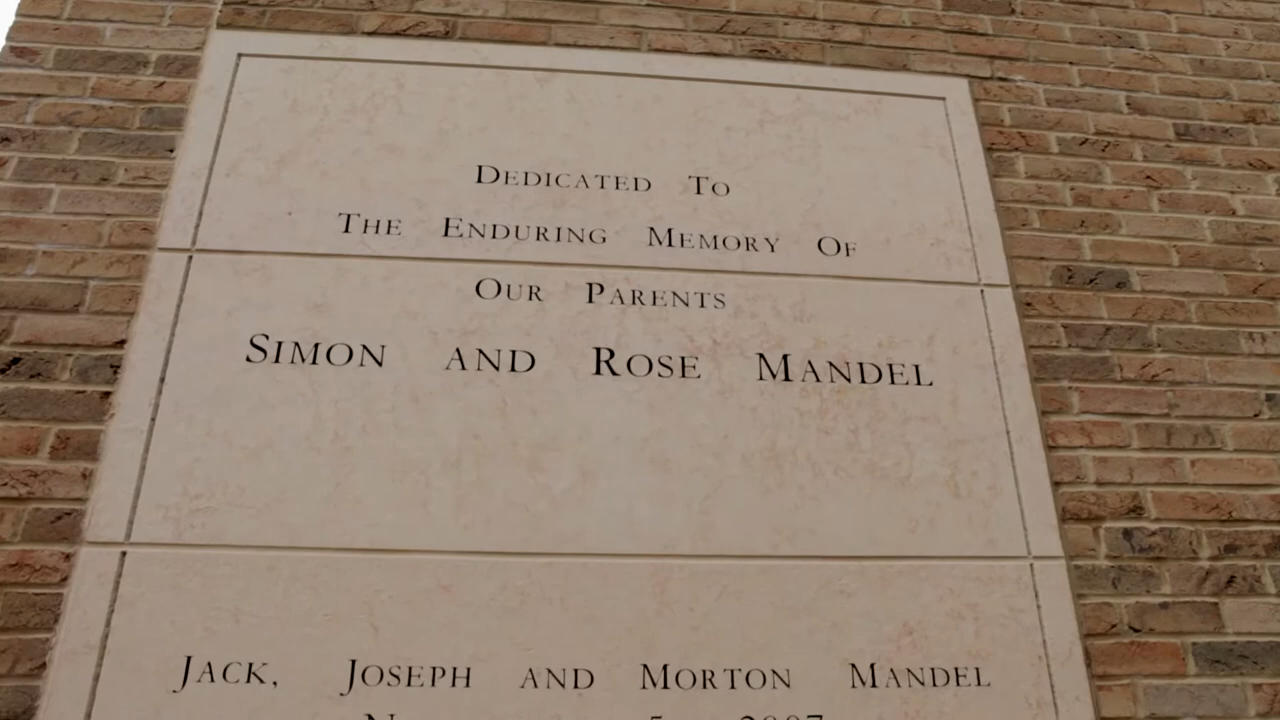 Dedicated To
The Enduring Memory Of
Our Parents
Simon and Rose Mandel
Jack, Joseph and Morton Mandel